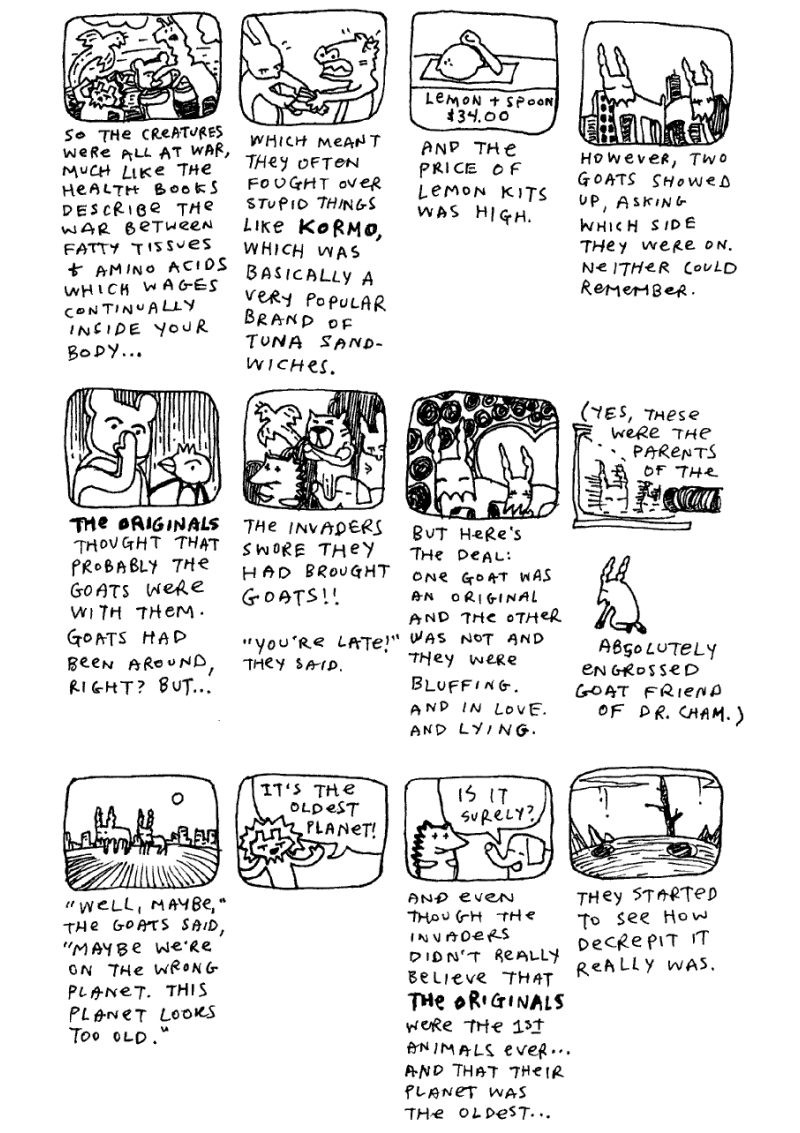 SO THE CREATURES
WERE ALL AT WAR,
MUCH LIKE THE
HEALTH BOOKS
DESCRIBE THE
WAR BETWEEN
FATTY TISSUES
+ AMINO ACIDS
WHICH WAGES
CONTINUALLY
INSIDE YOUR
BODY...
WHICH MEANT
THEY OFTEN
FOUGHT OVER
STUPID THINGS
LIKE KORMO,
WHICH WAS
BASICALLY A
VERY POPULAR
BRAND OF
TUNA SAND-
WICHES.
LEMON + SPOON
$34.00
AND THE
PRICE OF
LEMON KITS
WAS HIGH.
HOWEVER, TWO
GOATS SHOWED
UP, ASKING
WHICH SIDE
THEY WERE ON.
NEITHER COULD
REMEMBER.
THE ORIGINALS
THOUGHT THAT
PROBABLY THE
GOATS WERE
WITH THEM.
GOATS HAD
BEEN AROUND,
RIGHT? BUT...
THE INVADERS
SWORE THEY
HAD BROUGHT
GOATS!!
"YOU'RE LATE!"
THEY SAID.
BUT HERE'S
THE DEAL:
ONE GOAT WAS
AN ORIGINAL
AND THE OTHER
WAS NOT AND
THEY WERE
BLUFFING.
AND IN LOVE.
AND LYING.
(YES, THESE
WERE THE
PARENTS
OF THE
ABSOLUTELY
ENGROSSED
GOAT FRIEND
OF DR. CHAM.)
"WELL, MAYBE,"
THE GOATS SAID,
"MAYBE WE'RE
ON THE WRONG
PLANET. THIS
PLANET LOOKS
TOO OLD."
IT'S THE
OLDEST
PLANET!
IS IT
SURELY?
AND EVEN
THOUGH THE
INVADERS
DIDN'T REALLY
BELIEVE THAT
THE ORIGINALS
WERE THE 1ST
ANIMALS EVER...
AND THAT THEIR
PLANET WAS
THE OLDEST...
THEY STARTED
TO SEE HOW
DECREPIT IT
REALLY WAS.